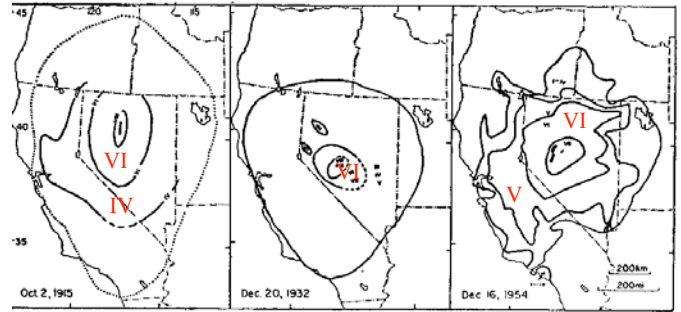 45 120 115
40
35
VI
IV
Oct 2, 1915
VI
Dec. 20, 1932
VI
V
200km
200mi
Dec 16, 1954